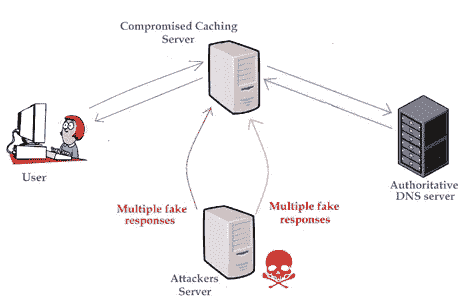 Compromised Caching
Server
User
Authoritative
DNS server
Multiple fake
responses
Multiple fake
responses
Attackers
Server